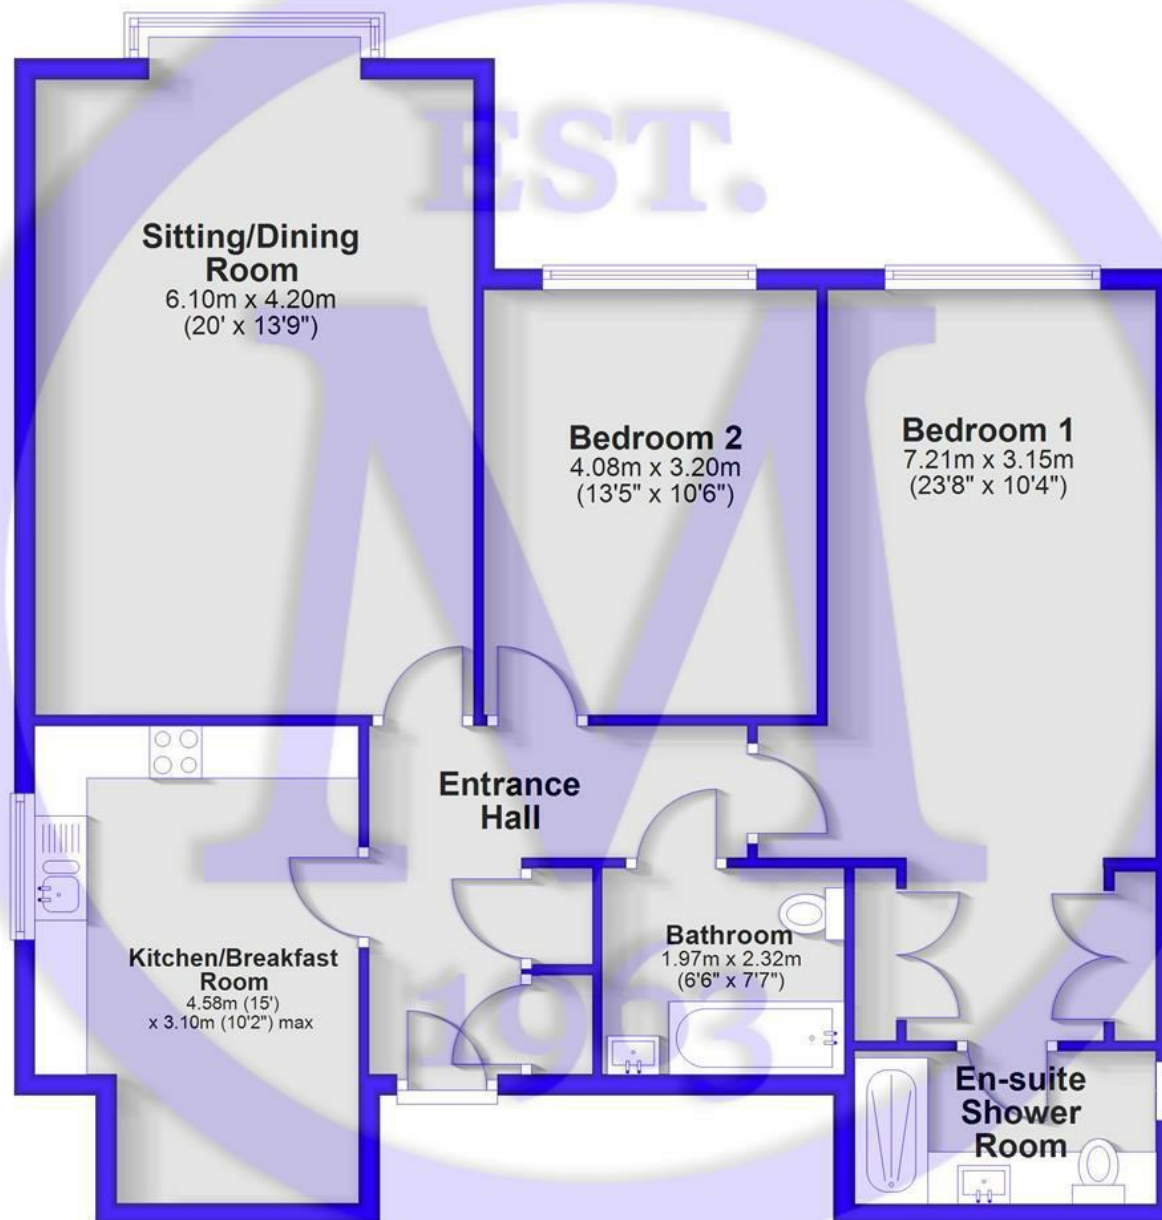 EST.
Sitting/Dining
Room
6.10m x 4.20m
(20' x 13'9")
Bedroom 2
4.08m x 3.20m
(13'5" x 10'6")
Bedroom 1
7.21m x 3.15m
(23'8" x 10'4")
M
Entrance
Hall
Kitchen/Breakfast
Room
4.58m (15')
x 3.10m (10'2") max
Bathroom
1.97m x 2.32m
(6'6" x 7'7")
1903
En-suite
Shower
Room